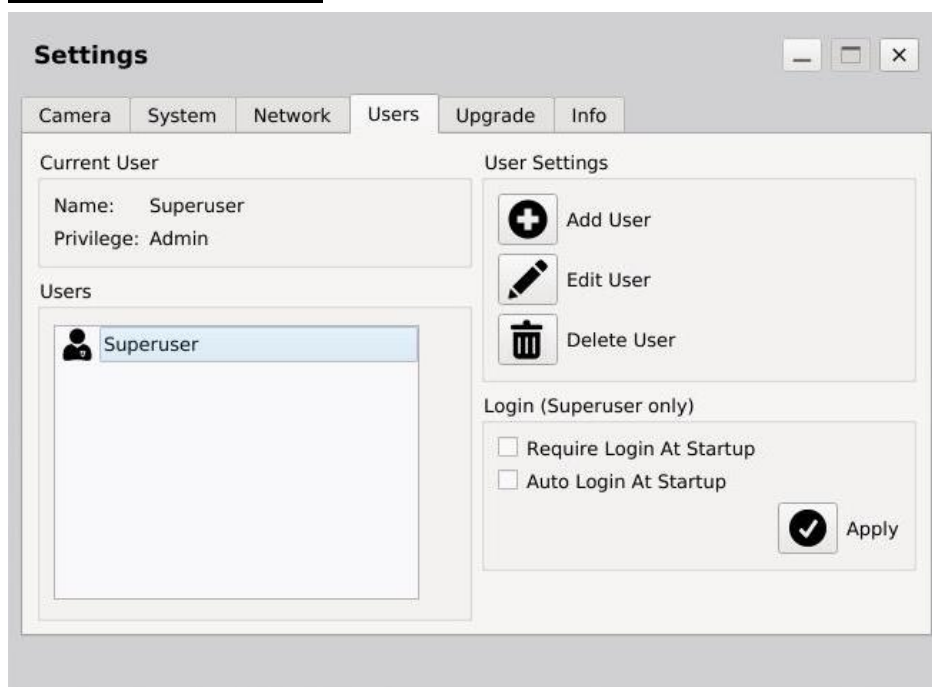 Settings
Camera System Network Users Upgrade Info
Current User
Name: Superuser
Privilege: Admin
Users
Superuser
User Settings
Add User
Edit User
Delete User
Login (Superuser only)
Require Login At Startup
Auto Login At Startup
Apply